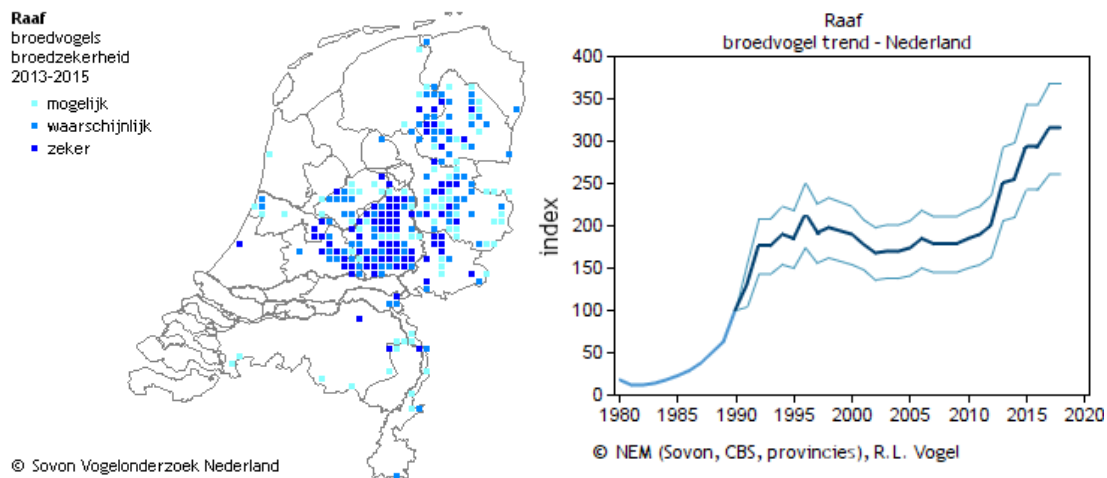 Raaf
broedvogels
broedzekerheid
2013-2015
mogelijk
waarschijnlijk
zeker
© Sovon Vogelonderzoek Nederland
Raaf
broedvogel trend - Nederland
index
400
350
300
250
200
150
100
50
0
1980 1985 1990 1995 2000 2005 2010 2015 2020
© NEM (Sovon, CBS, provincies), R.L. Vogel